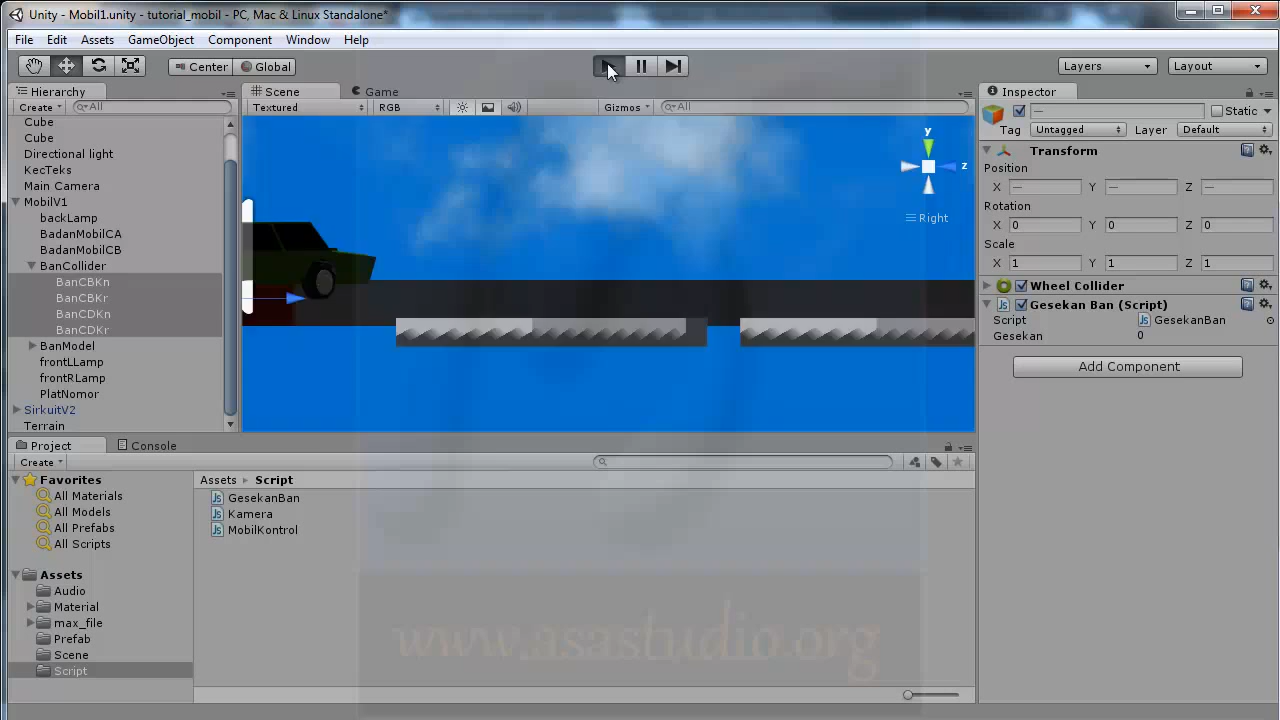 Unity - Mobil1.unity - tutorial_mobil - PC, Mac & Linux Standalone*
File Edit Assets GameObject Component Window Help
Center Global Layers Layout
Hierarchy
Create All
Cube
Cube
Directional light
KecTeks
Main Camera
MobilV1
backLamp
BadanMobilCA
BadanMobilCB
BanCollider
BanCBKn
BanCBKr
BanCDKn
BanCDKr
BanModel
frontLLamp
frontRLamp
PlatNomor
SirkuitV2
Terrain
Scene Game
Textured RGB Gizmos All
y
z
Right
Inspector
— Static
Tag Untagged Layer Default
Transform
Position
X — Y — Z —
Rotation
X 0 Y 0 Z 0
Scale
X 1 Y 1 Z 1
Wheel Collider
Gesekan Ban (Script)
Script GesekanBan
Gesekan 0
Add Component
Project Console
Create
Favorites
All Materials
All Models
All Prefabs
All Scripts
Assets
Audio
Material
max_file
Prefab
Scene
Script
Assets Script
GesekanBan
Kamera
MobilKontrol
www.asastudio.org